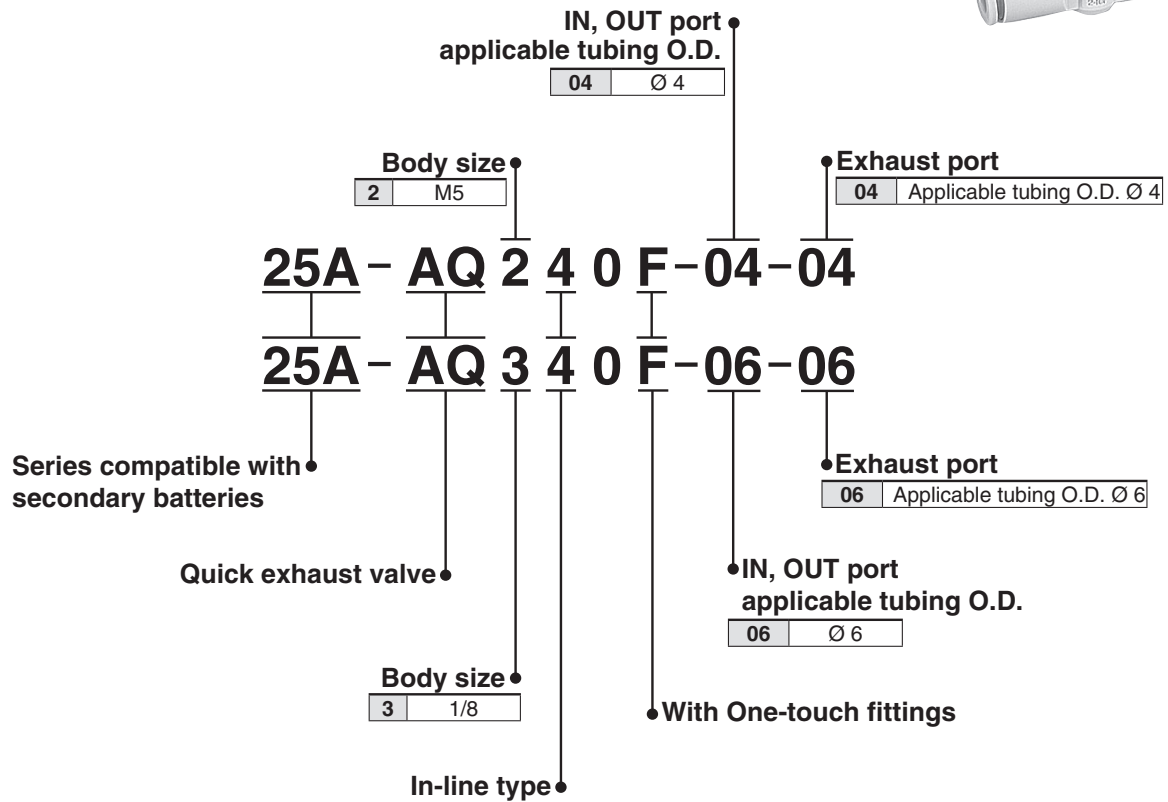 IN, OUT port
applicable tubing O.D.
04 Ø 4
Body size
2 M5
Exhaust port
04 Applicable tubing O.D. Ø 4
25A - AQ 2 4 0 F - 04 - 04
25A - AQ 3 4 0 F - 06 - 06
Series compatible with
secondary batteries
Exhaust port
06 Applicable tubing O.D. Ø 6
Quick exhaust valve
IN, OUT port
applicable tubing O.D.
06 Ø 6
Body size
3 1/8
With One-touch fittings
In-line type